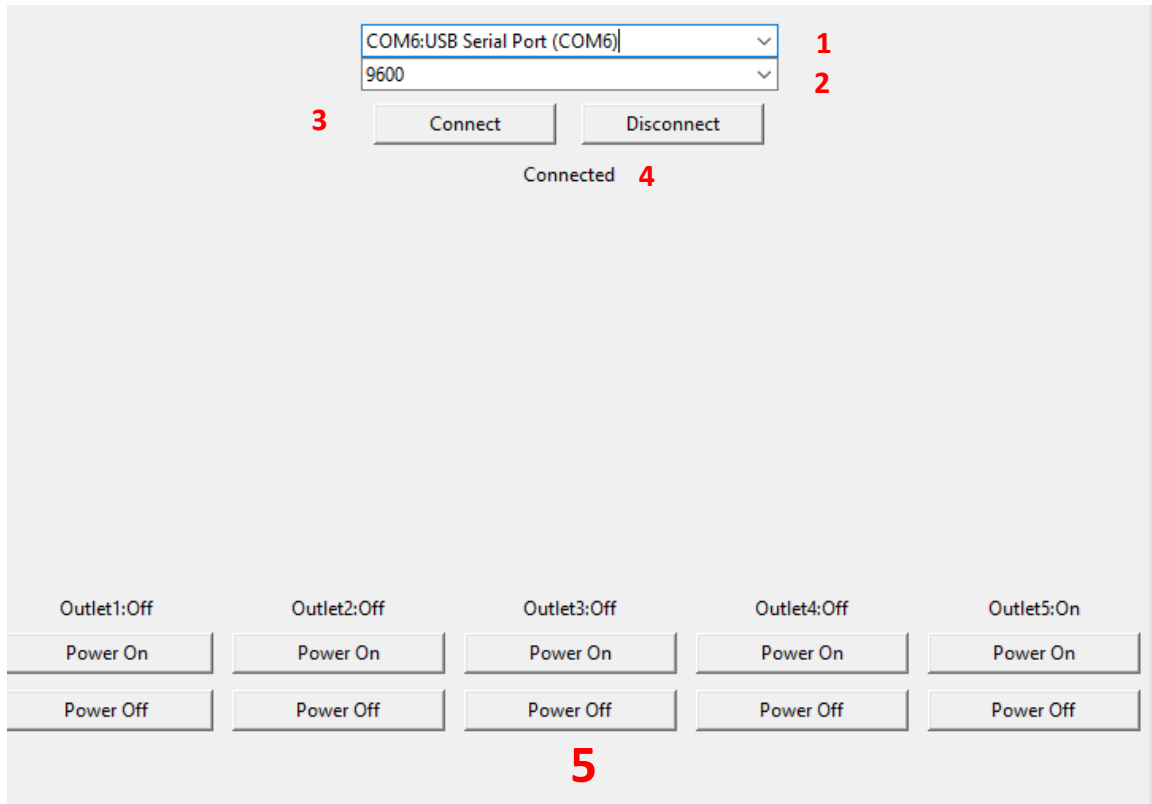 COM6:USB Serial Port (COM6) 1
9600 2
3 Connect Disconnect
Connected 4
Outlet1:Off Outlet2:Off Outlet3:Off Outlet4:Off Outlet5:On
Power On Power On Power On Power On Power On
Power Off Power Off Power Off Power Off Power Off
5